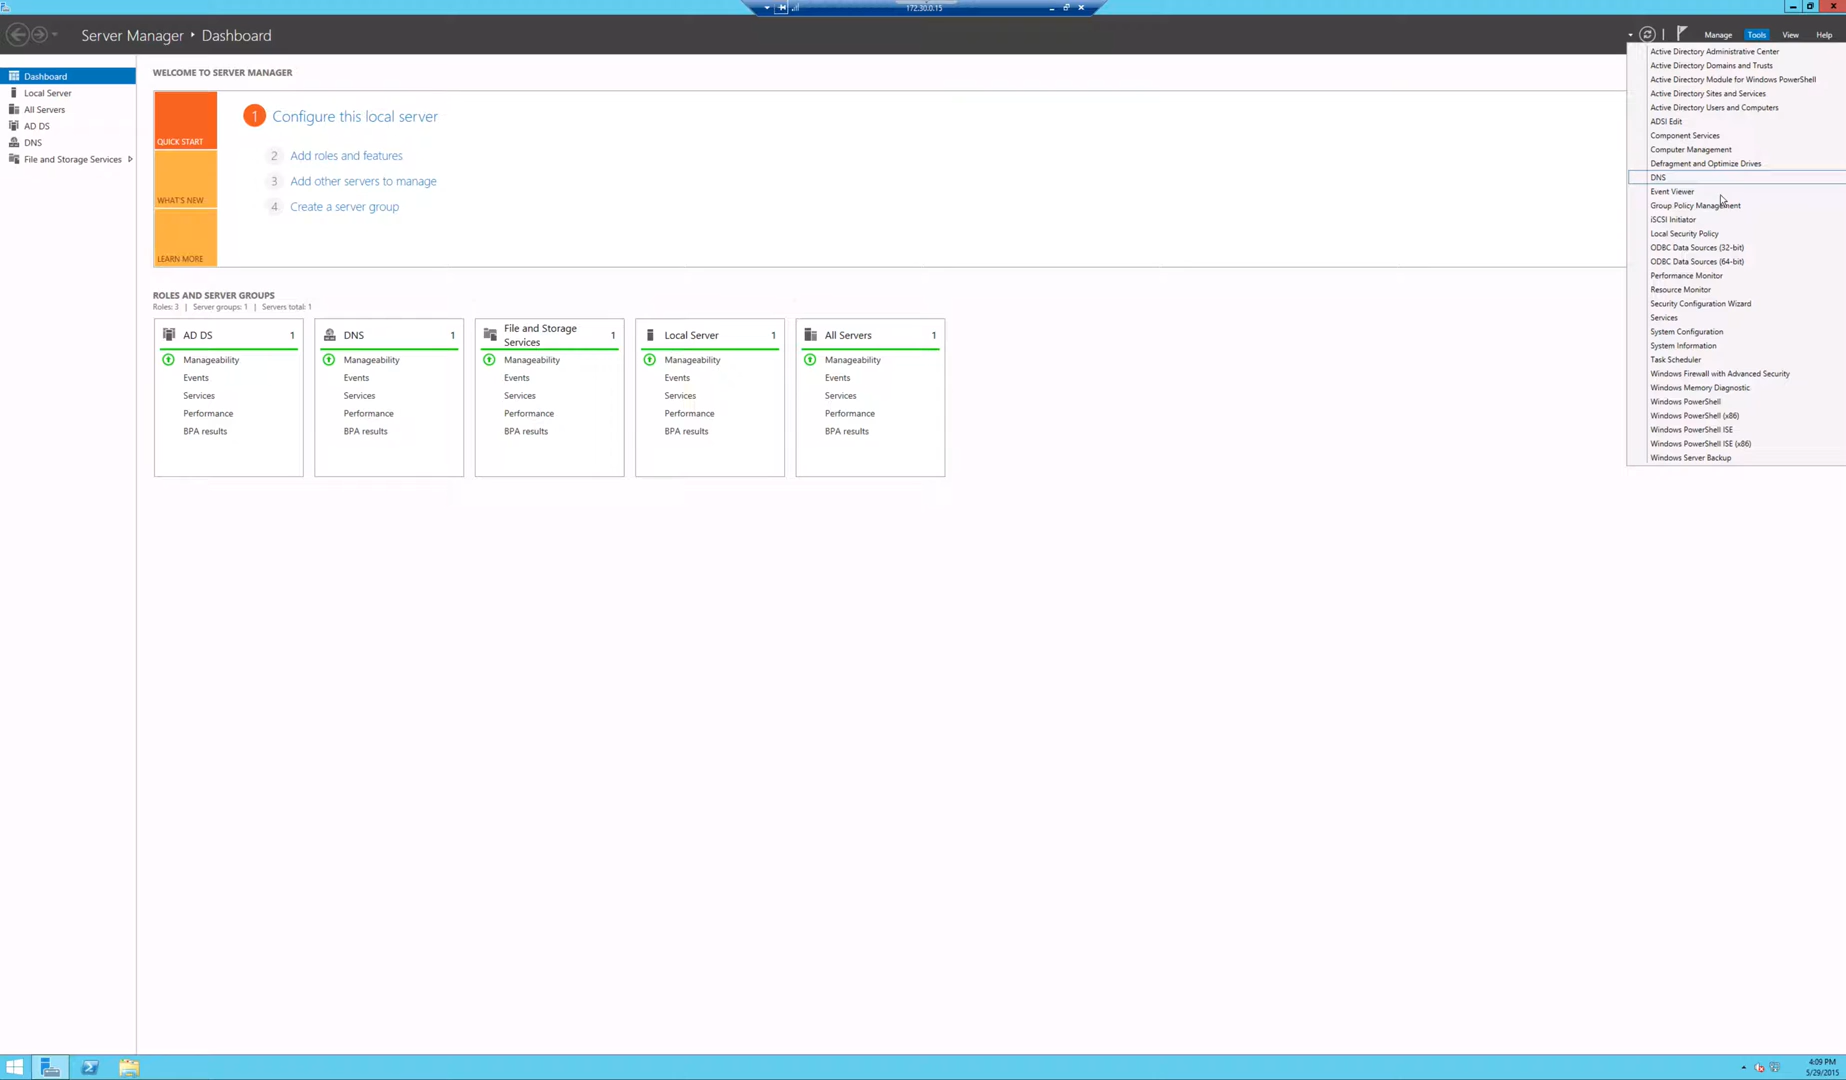 172.30.0.15
Server Manager ‣ Dashboard
Manage Tools View Help
Dashboard
Local Server
All Servers
AD DS
DNS
File and Storage Services
WELCOME TO SERVER MANAGER
QUICK START
WHAT'S NEW
LEARN MORE
1 Configure this local server
2 Add roles and features
3 Add other servers to manage
4 Create a server group
ROLES AND SERVER GROUPS
Roles: 3 | Server groups: 1 | Servers total: 1
AD DS 1
Manageability
Events
Services
Performance
BPA results
DNS 1
Manageability
Events
Services
Performance
BPA results
File and Storage
Services 1
Manageability
Events
Services
Performance
BPA results
Local Server 1
Manageability
Events
Services
Performance
BPA results
All Servers 1
Manageability
Events
Services
Performance
BPA results
Active Directory Administrative Center
Active Directory Domains and Trusts
Active Directory Module for Windows PowerShell
Active Directory Sites and Services
Active Directory Users and Computers
ADSI Edit
Component Services
Computer Management
Defragment and Optimize Drives
DNS
Event Viewer
Group Policy Management
iSCSI Initiator
Local Security Policy
ODBC Data Sources (32-bit)
ODBC Data Sources (64-bit)
Performance Monitor
Resource Monitor
Security Configuration Wizard
Services
System Configuration
System Information
Task Scheduler
Windows Firewall with Advanced Security
Windows Memory Diagnostic
Windows PowerShell
Windows PowerShell (x86)
Windows PowerShell ISE
Windows PowerShell ISE (x86)
Windows Server Backup
4:09 PM
5/29/2015